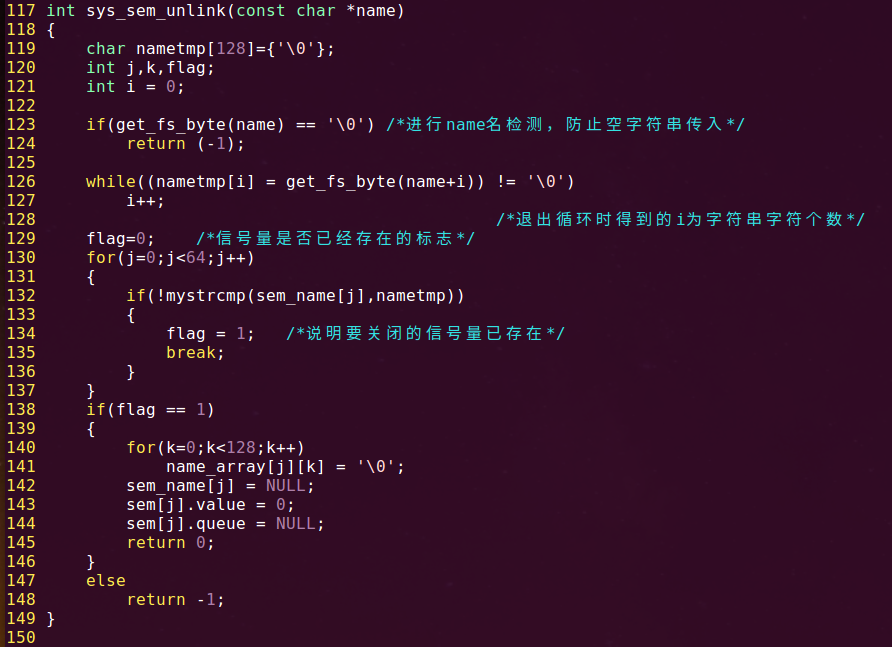 117 int sys_sem_unlink(const char *name)
118 {
119     char nametmp[128]={'\0'};
120     int j,k,flag;
121     int i = 0;
122
123     if(get_fs_byte(name) == '\0') /*进行name名检测，防止空字符串传入*/
124         return (-1);
125
126     while((nametmp[i] = get_fs_byte(name+i)) != '\0')
127         i++;
128                                              /*退出循环时得到的i为字符串字符个数*/
129     flag=0;    /*信号量是否已经存在的标志*/
130     for(j=0;j<64;j++)
131     {
132         if(!mystrcmp(sem_name[j],nametmp))
133         {
134             flag = 1;   /*说明要关闭的信号量已存在*/
135             break;
136         }
137     }
138     if(flag == 1)
139     {
140         for(k=0;k<128;k++)
141             name_array[j][k] = '\0';
142         sem_name[j] = NULL;
143         sem[j].value = 0;
144         sem[j].queue = NULL;
145         return 0;
146     }
147     else
148         return -1;
149 }
150